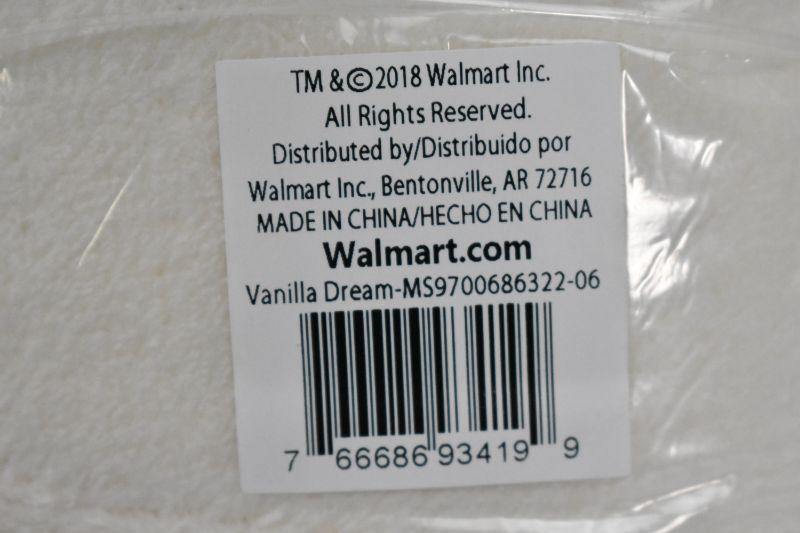 TM &©2018 Walmart Inc.
All Rights Reserved.
Distributed by/Distribuido por
Walmart Inc., Bentonville, AR 72716
MADE IN CHINA/HECHO EN CHINA
Walmart.com
Vanilla Dream-MS9700686322-06
7 66686 93419 9